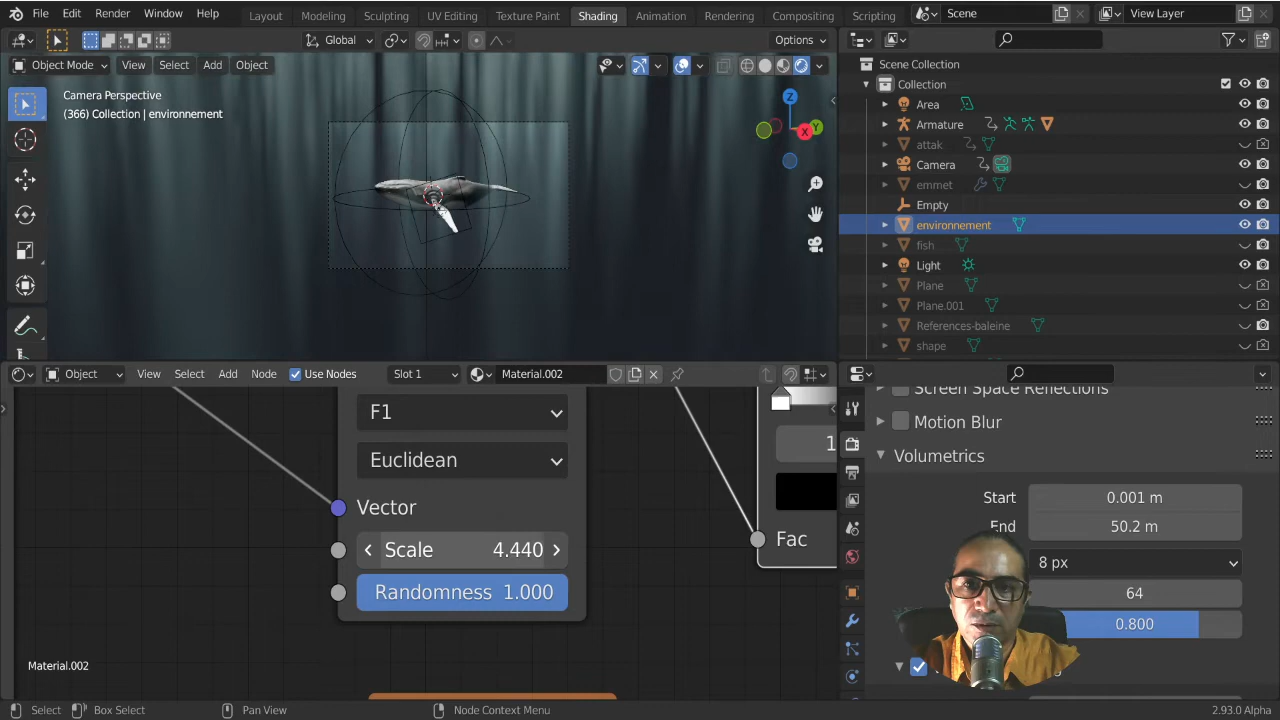 File Edit Render Window Help Layout Modeling Sculpting UV Editing Texture Paint Shading Animation Rendering Compositing Scripting Scene View Layer
Global Options
Object Mode View Select Add Object
Camera Perspective
(366) Collection | environnement
Z
X
Y
Scene Collection
Collection
Area
Armature
attak
Camera
emmet
Empty
environnement
fish
Light
Plane
Plane.001
References-baleine
shape
Object View Select Add Node Use Nodes Slot 1 Material.002
F1
Euclidean
Vector
Scale 4.440
Randomness 1.000
1
Fac
Material.002
Screen Space Reflections
Motion Blur
Volumetrics
Start 0.001 m
End 50.2 m
8 px
64
0.800
Select Box Select Pan View Node Context Menu 2.93.0 Alpha